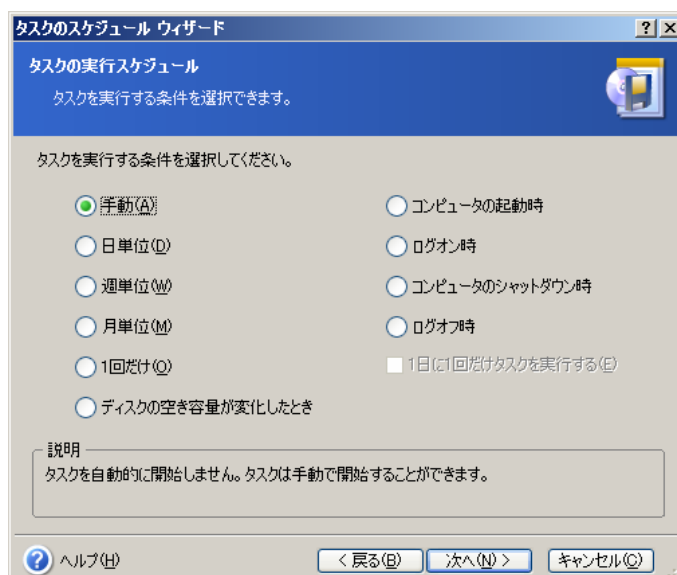 タスクのスケジュール ウィザード
タスクの実行スケジュール
タスクを実行する条件を選択できます。
タスクを実行する条件を選択してください。
手動(A)
日単位(D)
週単位(W)
月単位(M)
1回だけ(O)
ディスクの空き容量が変化したとき
コンピュータの起動時
ログオン時
コンピュータのシャットダウン時
ログオフ時
1日に1回だけタスクを実行する(E)
説明
タスクを自動的に開始しません。タスクは手動で開始することができます。
ヘルプ(H)
< 戻る(B)
次へ(N) >
キャンセル(C)